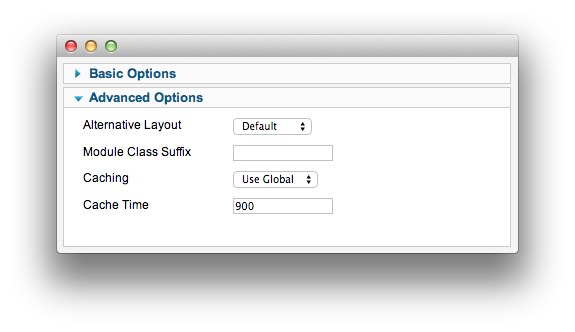 Basic Options
Advanced Options
Alternative Layout Default
Module Class Suffix
Caching Use Global
Cache Time 900